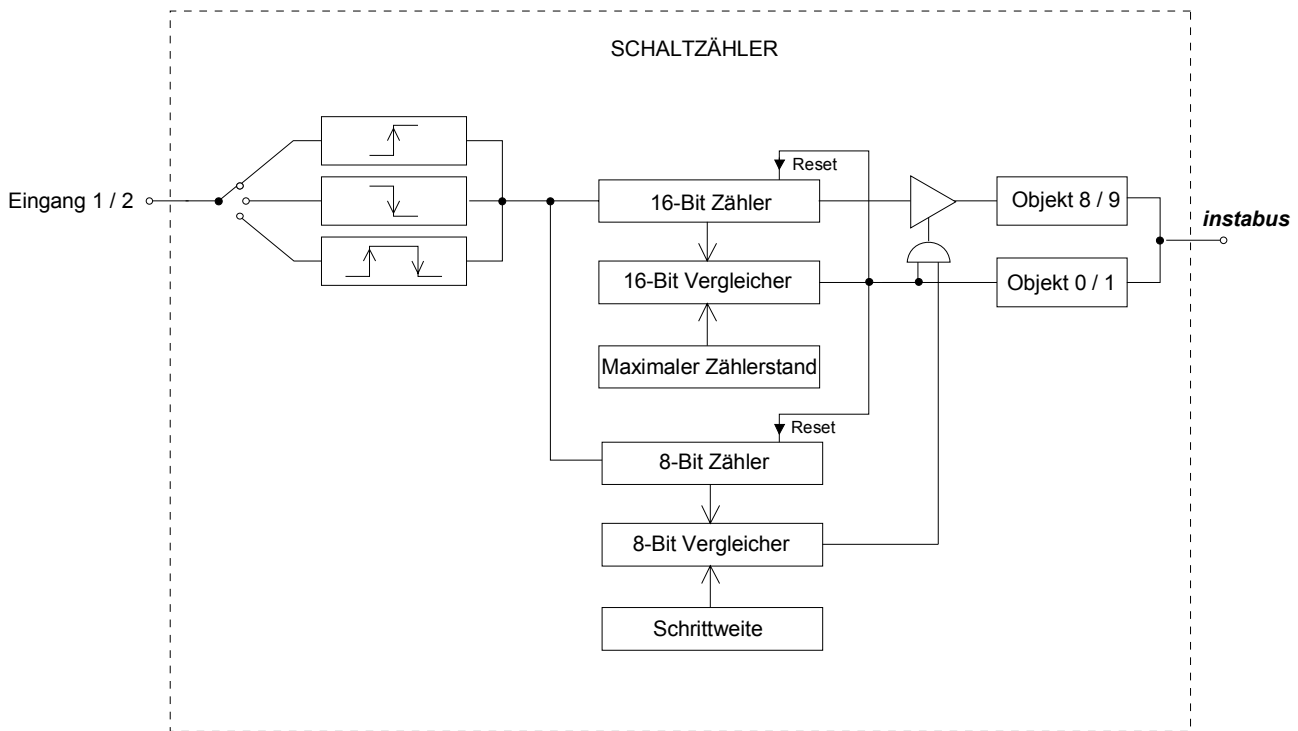 SCHALTZÄHLER
Eingang 1 / 2
Reset
16-Bit Zähler
Objekt 8 / 9
instabus
16-Bit Vergleicher
Objekt 0 / 1
Maximaler Zählerstand
Reset
8-Bit Zähler
8-Bit Vergleicher
Schrittweite